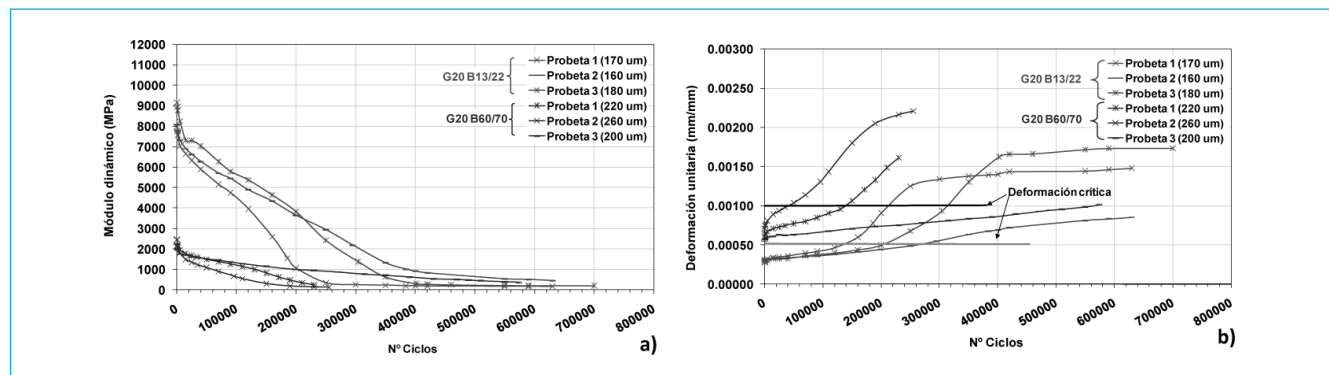 Módulo dinámico (MPa)
12000
11000
10000
9000
8000
7000
6000
5000
4000
3000
2000
1000
0
0
100000
200000
300000
400000
500000
600000
700000
800000
Nº Ciclos
G20 B13/22
Probeta 1 (170 um)
Probeta 2 (160 um)
Probeta 3 (180 um)
G20 B60/70
Probeta 1 (220 um)
Probeta 2 (260 um)
Probeta 3 (200 um)
a)
Deformación unitaria (mm/mm)
0.00300
0.00250
0.00200
0.00150
0.00100
0.00050
0.00000
0
100000
200000
300000
400000
500000
600000
700000
800000
Nº Ciclos
G20 B13/22
Probeta 1 (170 um)
Probeta 2 (160 um)
Probeta 3 (180 um)
G20 B60/70
Probeta 1 (220 um)
Probeta 2 (260 um)
Probeta 3 (200 um)
Deformación crítica
b)